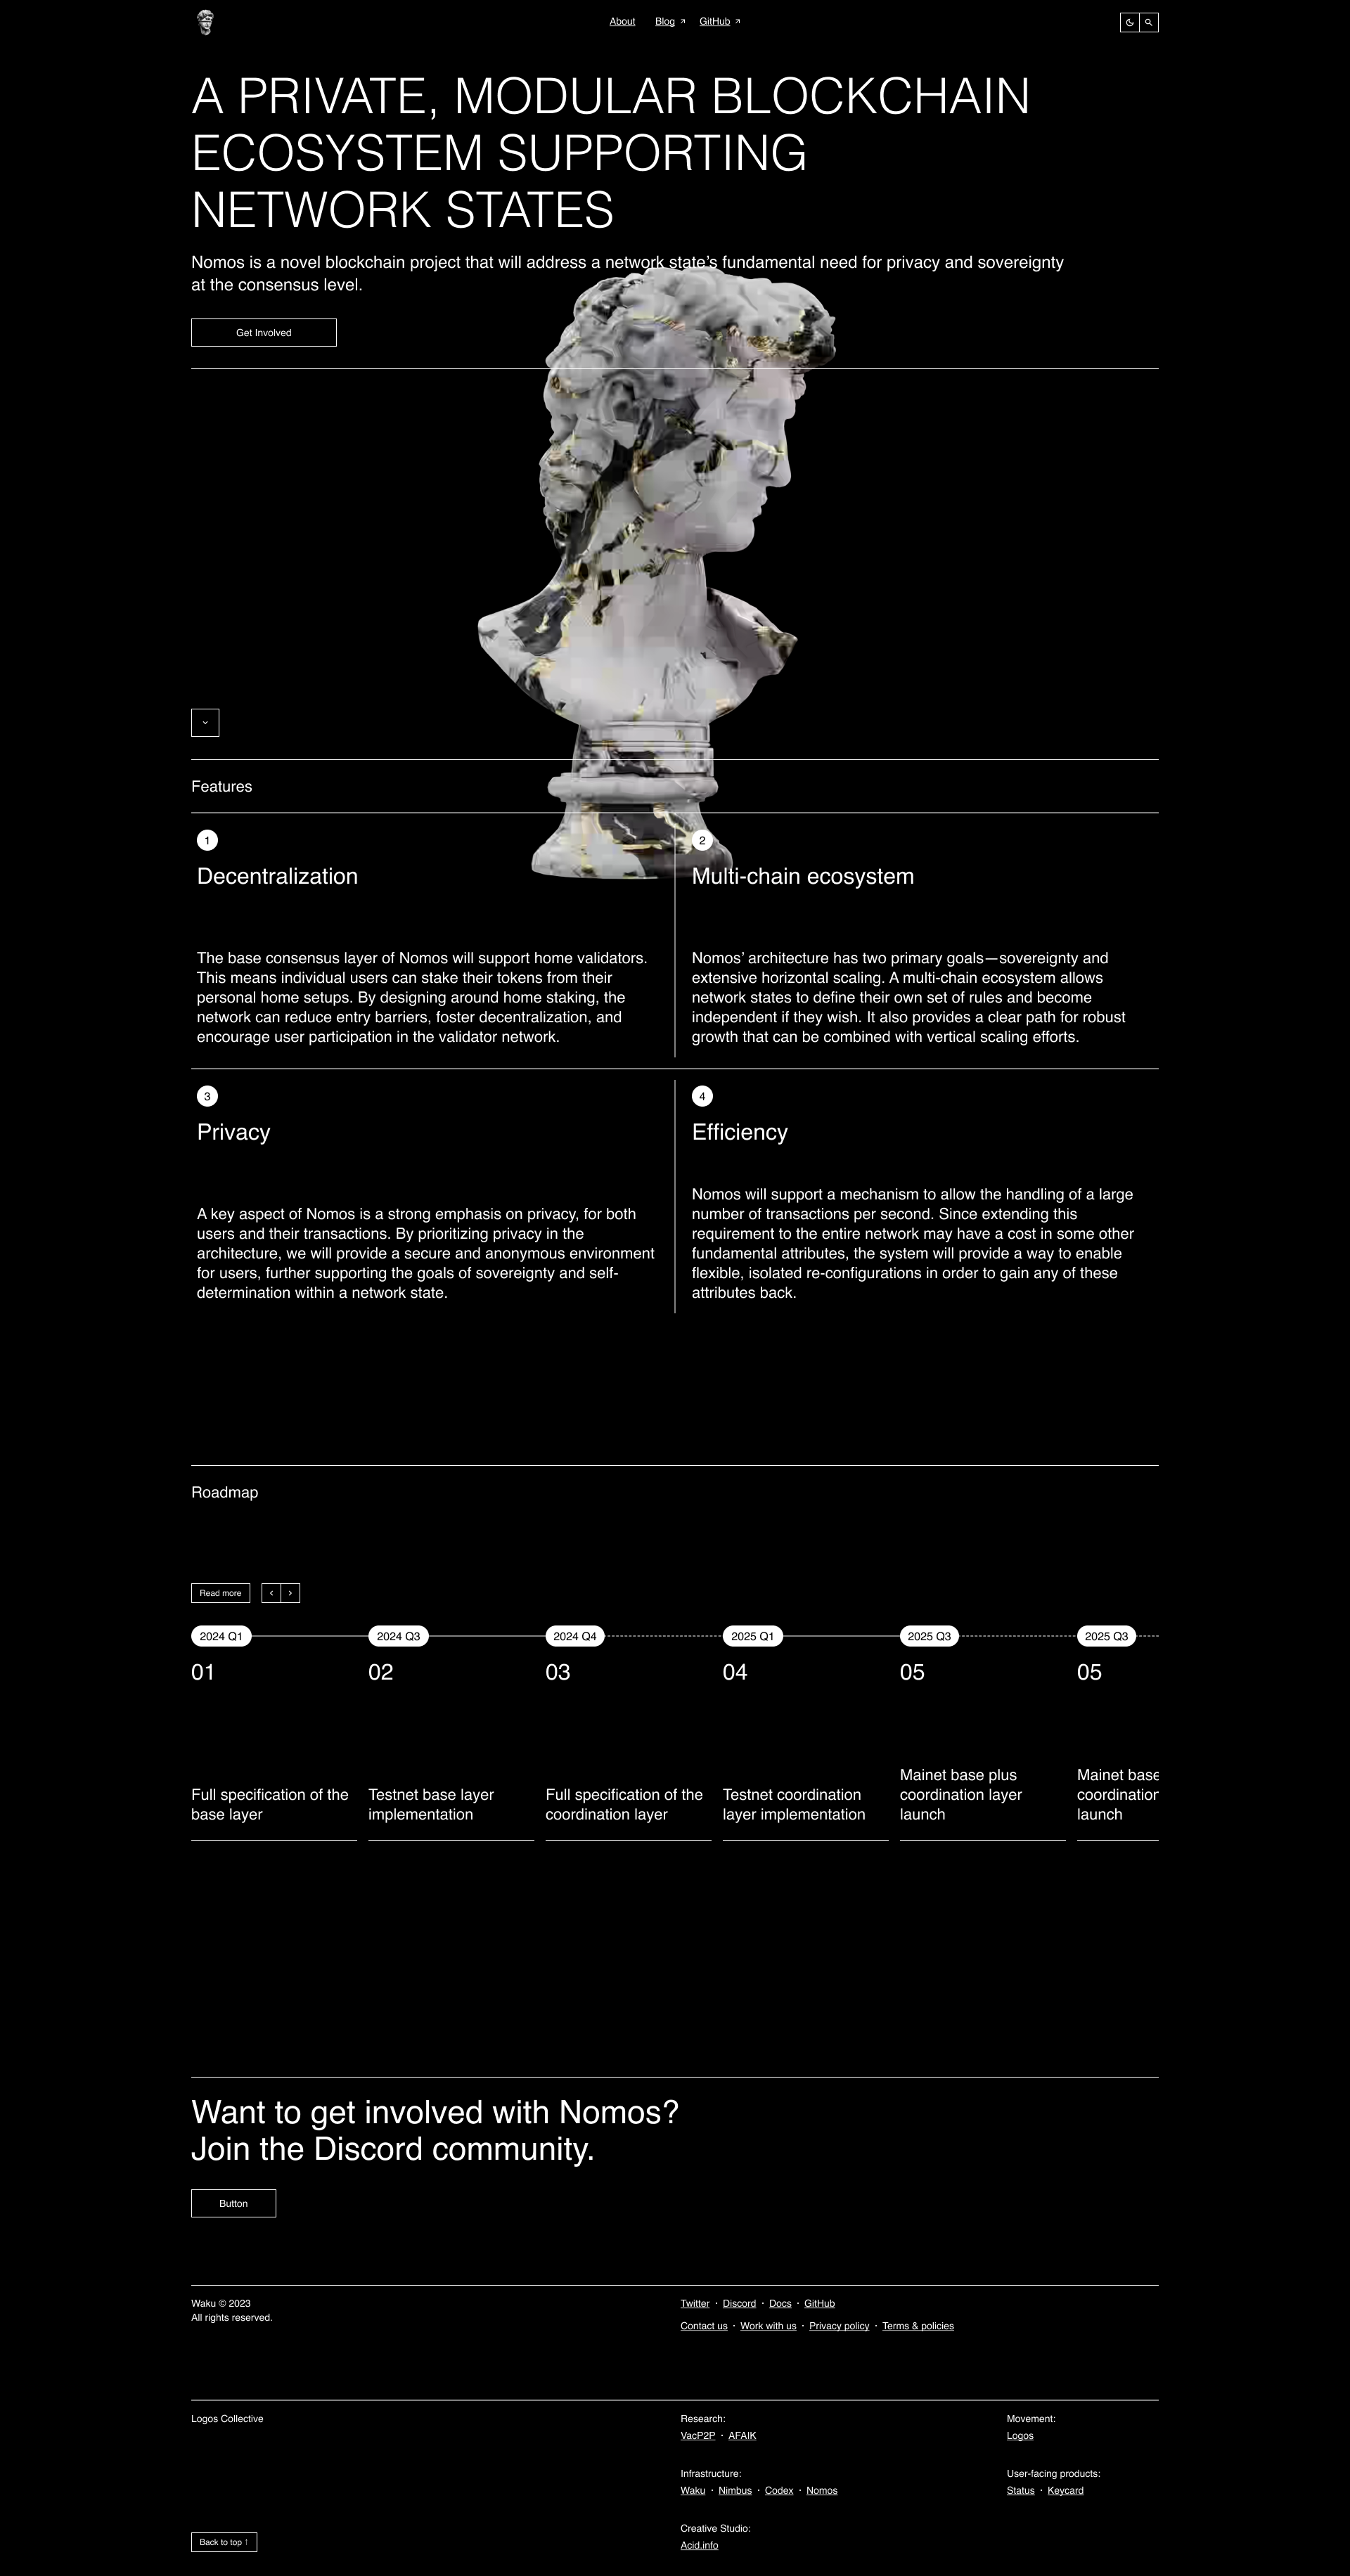 About Blog ↗ GitHub ↗
A PRIVATE, MODULAR BLOCKCHAIN
ECOSYSTEM SUPPORTING
NETWORK STATES
Nomos is a novel blockchain project that will address a network state’s fundamental need for privacy and sovereignty
at the consensus level.
Get Involved
Features
1
Decentralization
The base consensus layer of Nomos will support home validators.
This means individual users can stake their tokens from their
personal home setups. By designing around home staking, the
network can reduce entry barriers, foster decentralization, and
encourage user participation in the validator network.
2
Multi-chain ecosystem
Nomos’ architecture has two primary goals—sovereignty and
extensive horizontal scaling. A multi-chain ecosystem allows
network states to define their own set of rules and become
independent if they wish. It also provides a clear path for robust
growth that can be combined with vertical scaling efforts.
3
Privacy
A key aspect of Nomos is a strong emphasis on privacy, for both
users and their transactions. By prioritizing privacy in the
architecture, we will provide a secure and anonymous environment
for users, further supporting the goals of sovereignty and self-
determination within a network state.
4
Efficiency
Nomos will support a mechanism to allow the handling of a large
number of transactions per second. Since extending this
requirement to the entire network may have a cost in some other
fundamental attributes, the system will provide a way to enable
flexible, isolated re-configurations in order to gain any of these
attributes back.
Roadmap
Read more
2024 Q1
01
Full specification of the
base layer
2024 Q3
02
Testnet base layer
implementation
2024 Q4
03
Full specification of the
coordination layer
2025 Q1
04
Testnet coordination
layer implementation
2025 Q3
05
Mainet base plus
coordination layer
launch
2025 Q3
05
Mainet base
coordination
launch
Want to get involved with Nomos?
Join the Discord community.
Button
Waku © 2023
All rights reserved.
Twitter · Discord · Docs · GitHub
Contact us · Work with us · Privacy policy · Terms & policies
Logos Collective
Research:
VacP2P · AFAIK
Movement:
Logos
Infrastructure:
Waku · Nimbus · Codex · Nomos
User-facing products:
Status · Keycard
Creative Studio:
Acid.info
Back to top ↑